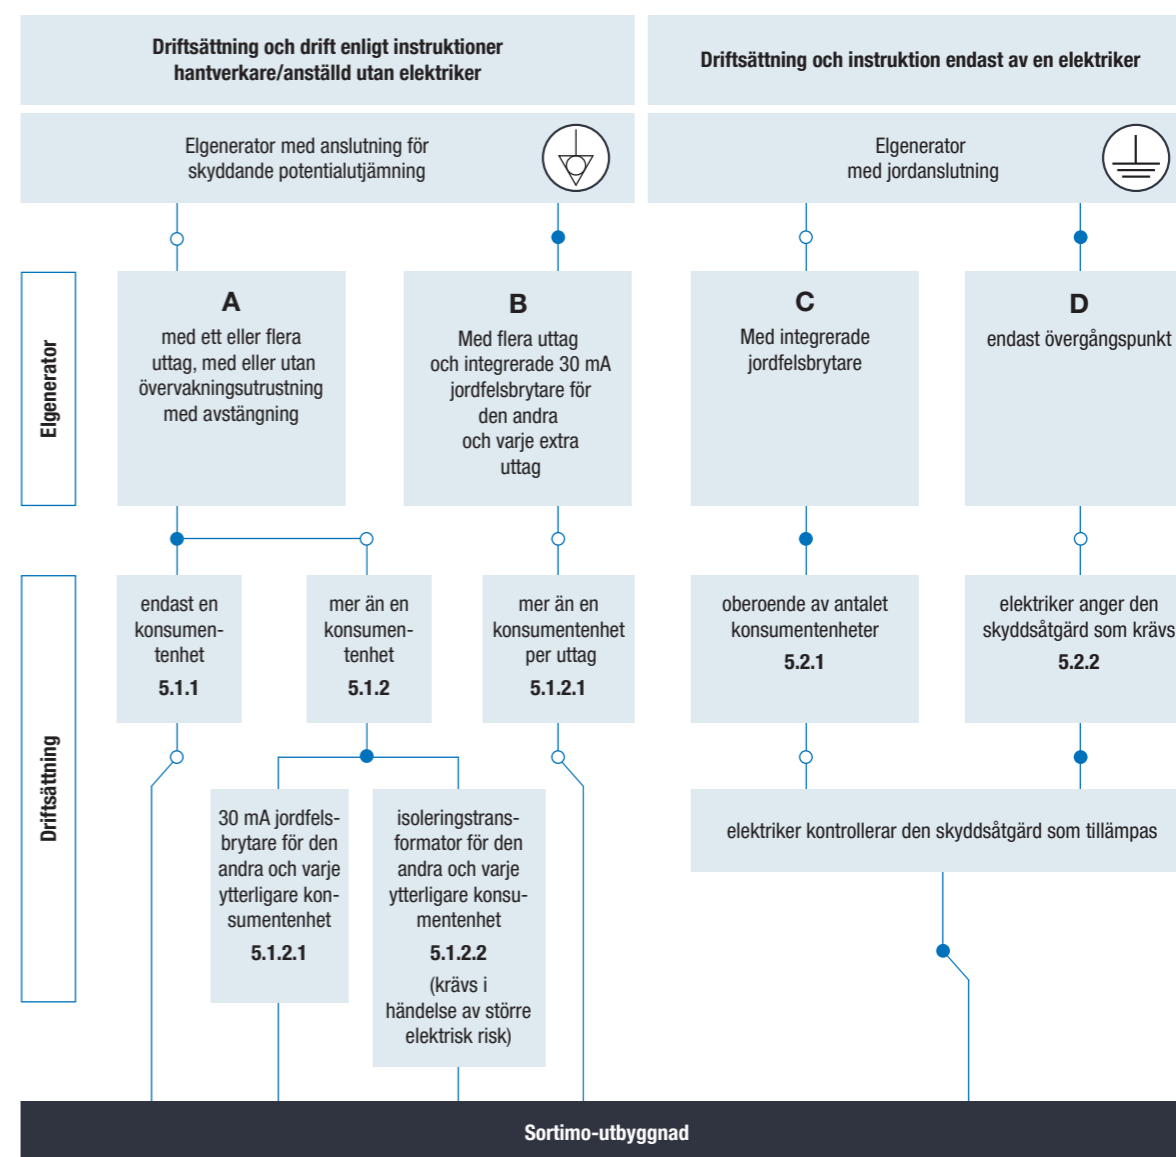 Driftsättning och drift enligt instruktioner
hantverkare/anställd utan elektriker
Driftsättning och instruktion endast av en elektriker
Elgenerator med anslutning för
skyddande potentialutjämning
Elgenerator
med jordanslutning
Elgenerator
A
med ett eller flera
uttag, med eller utan
övervakningsutrustning
med avstängning
B
Med flera uttag
och integrerade 30 mA
jordfelsbrytare för
den andra
och varje extra
uttag
C
Med integrerade
jordfelsbrytare
D
endast övergångspunkt
Driftsättning
endast en
konsumen-
tenhet
5.1.1
mer än en
konsumen-
tenhet
5.1.2
mer än en
konsumentenhet
per uttag
5.1.2.1
oberoende av antalet
konsumentenheter
5.2.1
elektriker anger den
skyddsåtgärd som krävs
5.2.2
30 mA jordfels-
brytare för den
andra och varje
ytterligare kon-
sumentenhet
5.1.2.1
isoleringstrans-
formator för den
andra och varje
ytterligare konsu-
mentenhet
5.1.2.2
(krävs i
händelse av större
elektrisk risk)
elektriker kontrollerar den skyddsåtgärd som tillämpas
Sortimo-utbyggnad